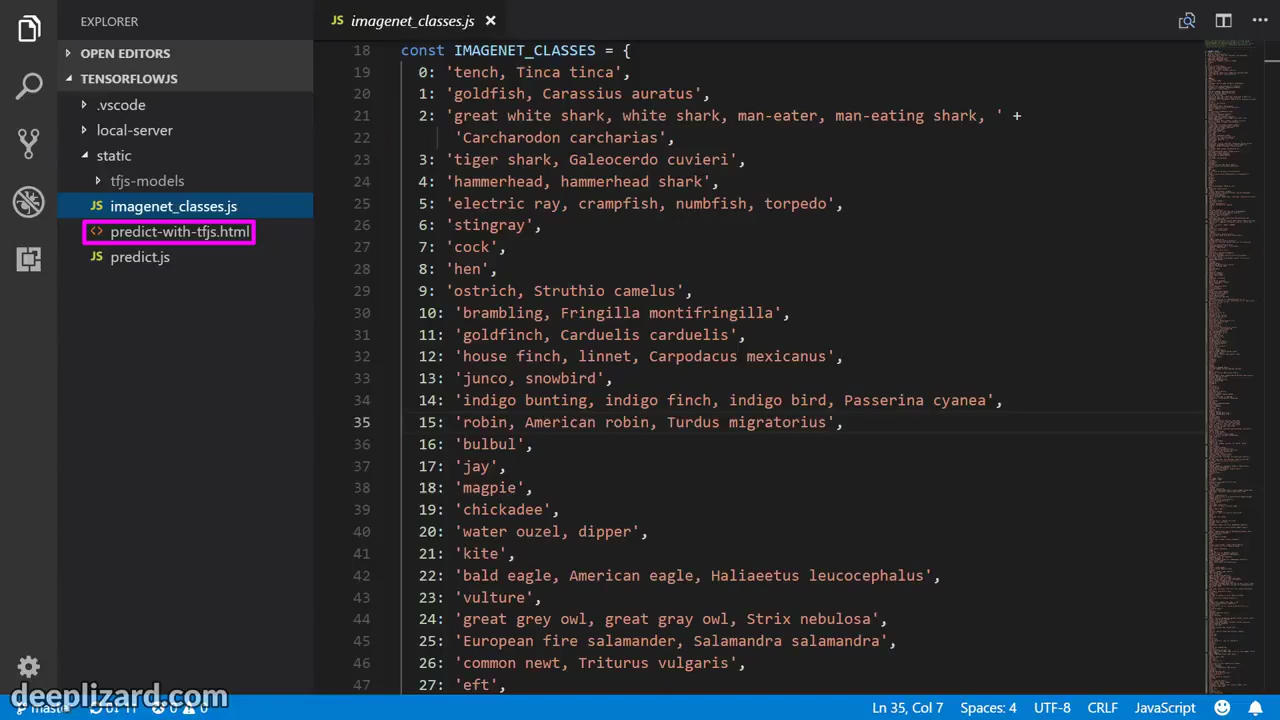 EXPLORER
OPEN EDITORS
TENSORFLOWJS
.vscode
local-server
static
tfjs-models
JS imagenet_classes.js
<> predict-with-tfjs.html
JS predict.js
JS imagenet_classes.js ×
18 const IMAGENET_CLASSES = {
19 0: 'tench, Tinca tinca',
20 1: 'goldfish, Carassius auratus',
21 2: 'great white shark, white shark, man-eater, man-eating shark, ' +
22 'Carcharodon carcharias',
23 3: 'tiger shark, Galeocerdo cuvieri',
24 4: 'hammerhead, hammerhead shark',
25 5: 'electric ray, crampfish, numbfish, torpedo',
26 6: 'stingray',
27 7: 'cock',
28 8: 'hen',
29 9: 'ostrich, Struthio camelus',
30 10: 'brambling, Fringilla montifringilla',
31 11: 'goldfinch, Carduelis carduelis',
32 12: 'house finch, linnet, Carpodacus mexicanus',
33 13: 'junco, snowbird',
34 14: 'indigo bunting, indigo finch, indigo bird, Passerina cyanea',
35 15: 'robin, American robin, Turdus migratorius',
36 16: 'bulbul',
37 17: 'jay',
38 18: 'magpie',
39 19: 'chickadee',
40 20: 'water ouzel, dipper',
41 21: 'kite',
42 22: 'bald eagle, American eagle, Haliaeetus leucocephalus',
43 23: 'vulture',
44 24: 'great grey owl, great gray owl, Strix nebulosa',
45 25: 'European fire salamander, Salamandra salamandra',
46 26: 'common newt, Triturus vulgaris',
47 27: 'eft',
deeplizard.com
Ln 35, Col 7 Spaces: 4 UTF-8 CRLF JavaScript